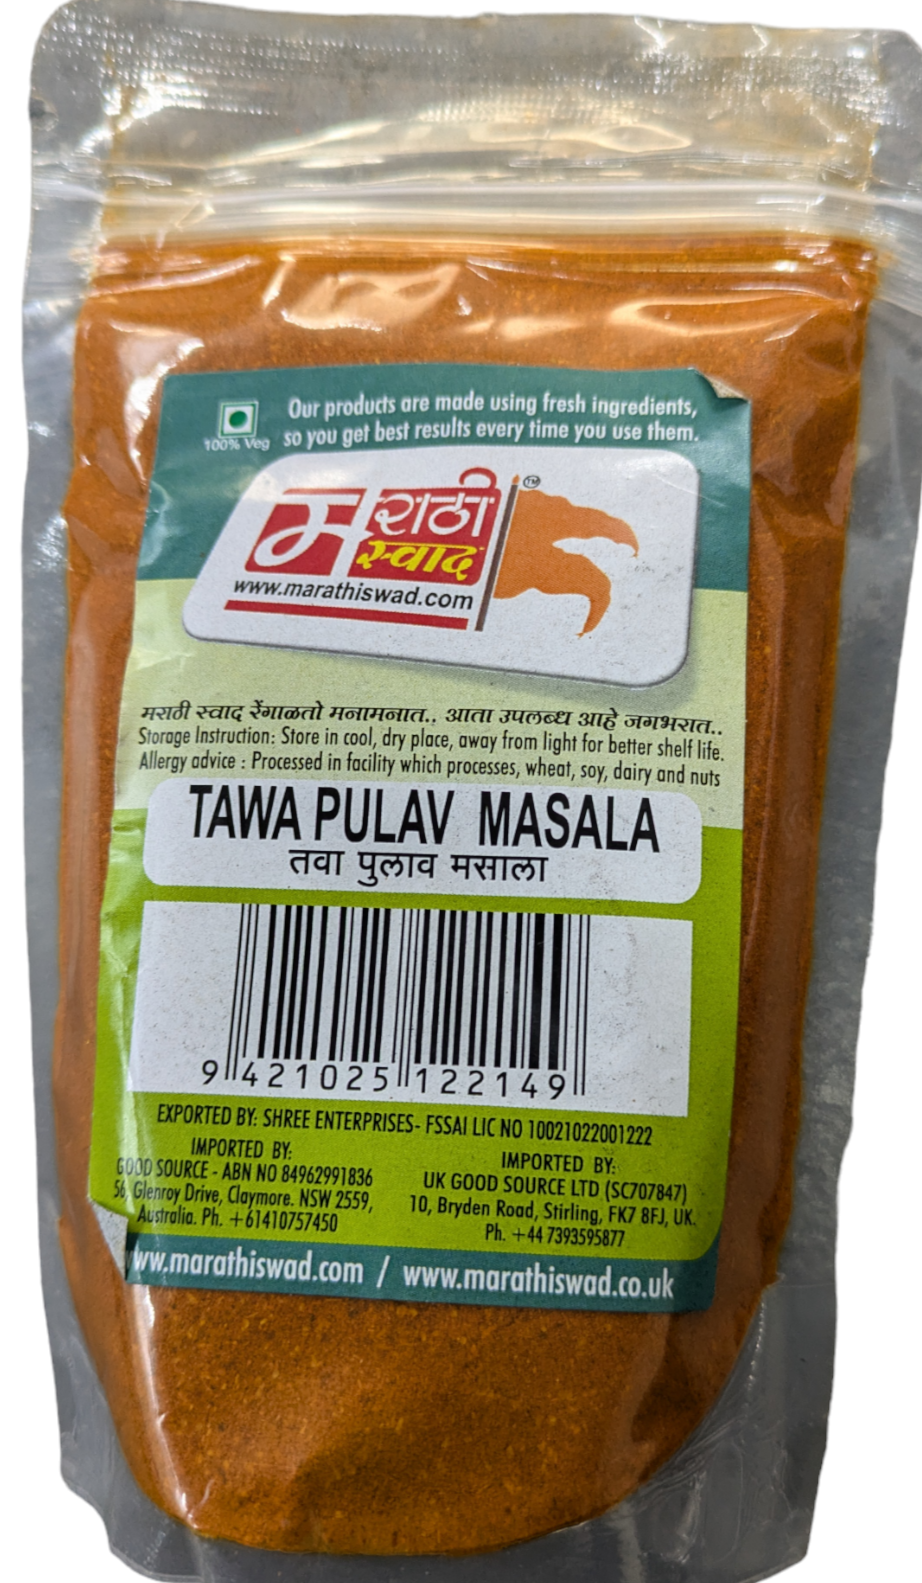 100% Veg
Our products are made using fresh ingredients,
so you get best results every time you use them.
मराठी
स्वाद
TM
www.marathiswad.com
मराठी स्वाद रेंगाळतो मनामनात.. आता उपलब्ध आहे जगभरात..
Storage Instruction: Store in cool, dry place, away from light for better shelf life.
Allergy advice : Processed in facility which processes, wheat, soy, dairy and nuts
TAWA PULAV MASALA
तवा पुलाव मसाला
9 421025 122149
EXPORTED BY: SHREE ENTERPRISES- FSSAI LIC NO 10021022001222
IMPORTED BY:
GOOD SOURCE - ABN NO 84962991836
56, Glenroy Drive, Claymore. NSW 2559,
Australia. Ph. +61410757450
IMPORTED BY:
UK GOOD SOURCE LTD (SC707847)
10, Bryden Road, Stirling, FK7 8FJ, UK.
Ph. +44 7393595877
www.marathiswad.com / www.marathiswad.co.uk